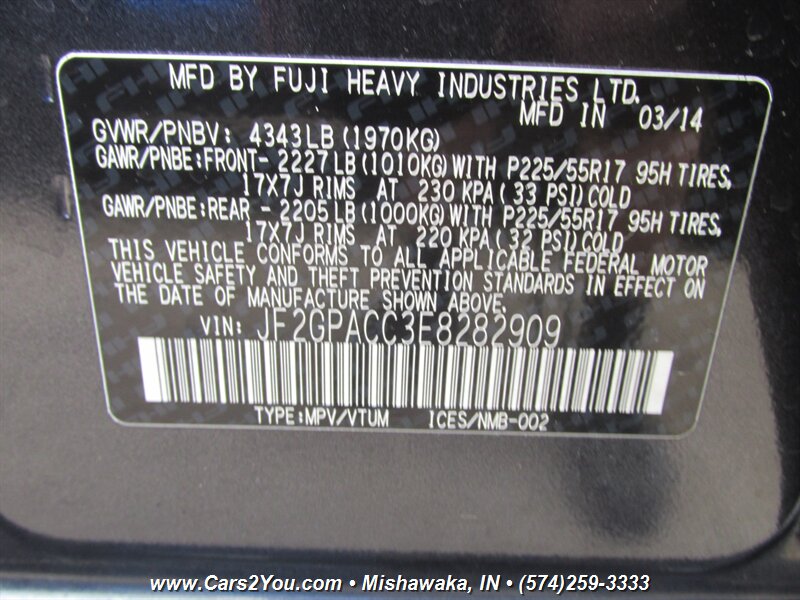 MFD BY FUJI HEAVY INDUSTRIES LTD.
MFD IN 03/14
GVWR/PNBV: 4343LB(1970KG)
GAWR/PNBE:FRONT- 2227LB(1010KG)WITH P225/55R17 95H TIRES,
17X7J RIMS AT 230 KPA(33 PSI)COLD
GAWR/PNBE:REAR - 2205LB(1000KG)WITH P225/55R17 95H TIRES,
17X7J RIMS AT 220 KPA(32 PSI)COLD
THIS VEHICLE CONFORMS TO ALL APPLICABLE FEDERAL MOTOR
VEHICLE SAFETY AND THEFT PREVENTION STANDARDS IN EFFECT ON
THE DATE OF MANUFACTURE SHOWN ABOVE.
VIN: JF2GPACC3E8282909
TYPE:MPV/VTUM ICES/NMB-002
www.Cars2You.com • Mishawaka, IN • (574)259-3333